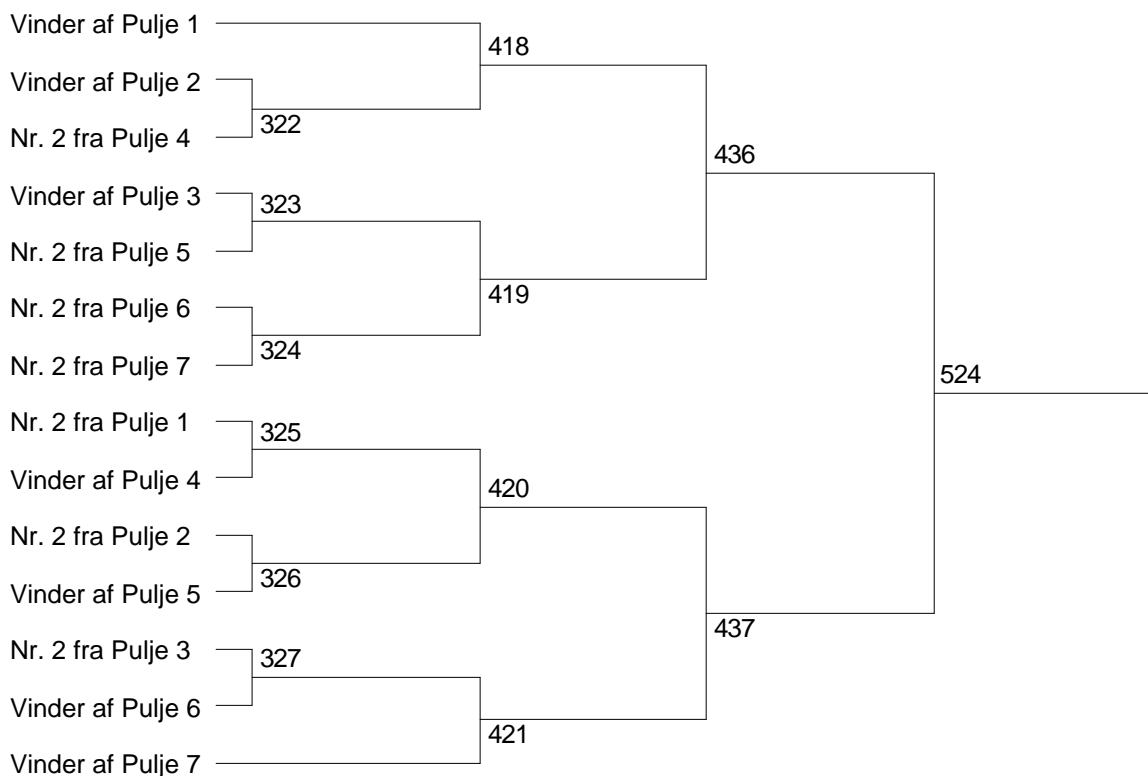 Vinder af Pulje 1
418
Vinder af Pulje 2
322
Nr. 2 fra Pulje 4
436
Vinder af Pulje 3
323
Nr. 2 fra Pulje 5
419
Nr. 2 fra Pulje 6
324
Nr. 2 fra Pulje 7
524
Nr. 2 fra Pulje 1
325
Vinder af Pulje 4
420
Nr. 2 fra Pulje 2
326
Vinder af Pulje 5
437
Nr. 2 fra Pulje 3
327
Vinder af Pulje 6
421
Vinder af Pulje 7